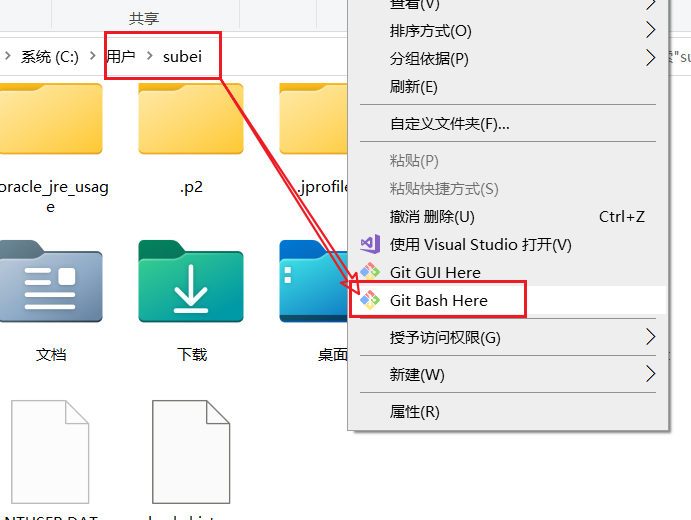 共享
系统 (C:)
用户
subei
oracle_jre_usag
e
.p2
.jprofile
文档
下载
桌面
查看(V)
排序方式(O)
分组依据(P)
刷新(E)
自定义文件夹(F)...
粘贴(P)
粘贴快捷方式(S)
撤消 删除(U) Ctrl+Z
使用 Visual Studio 打开(V)
Git GUI Here
Git Bash Here
授予访问权限(G)
新建(W)
属性(R)
NTUSER.DAT